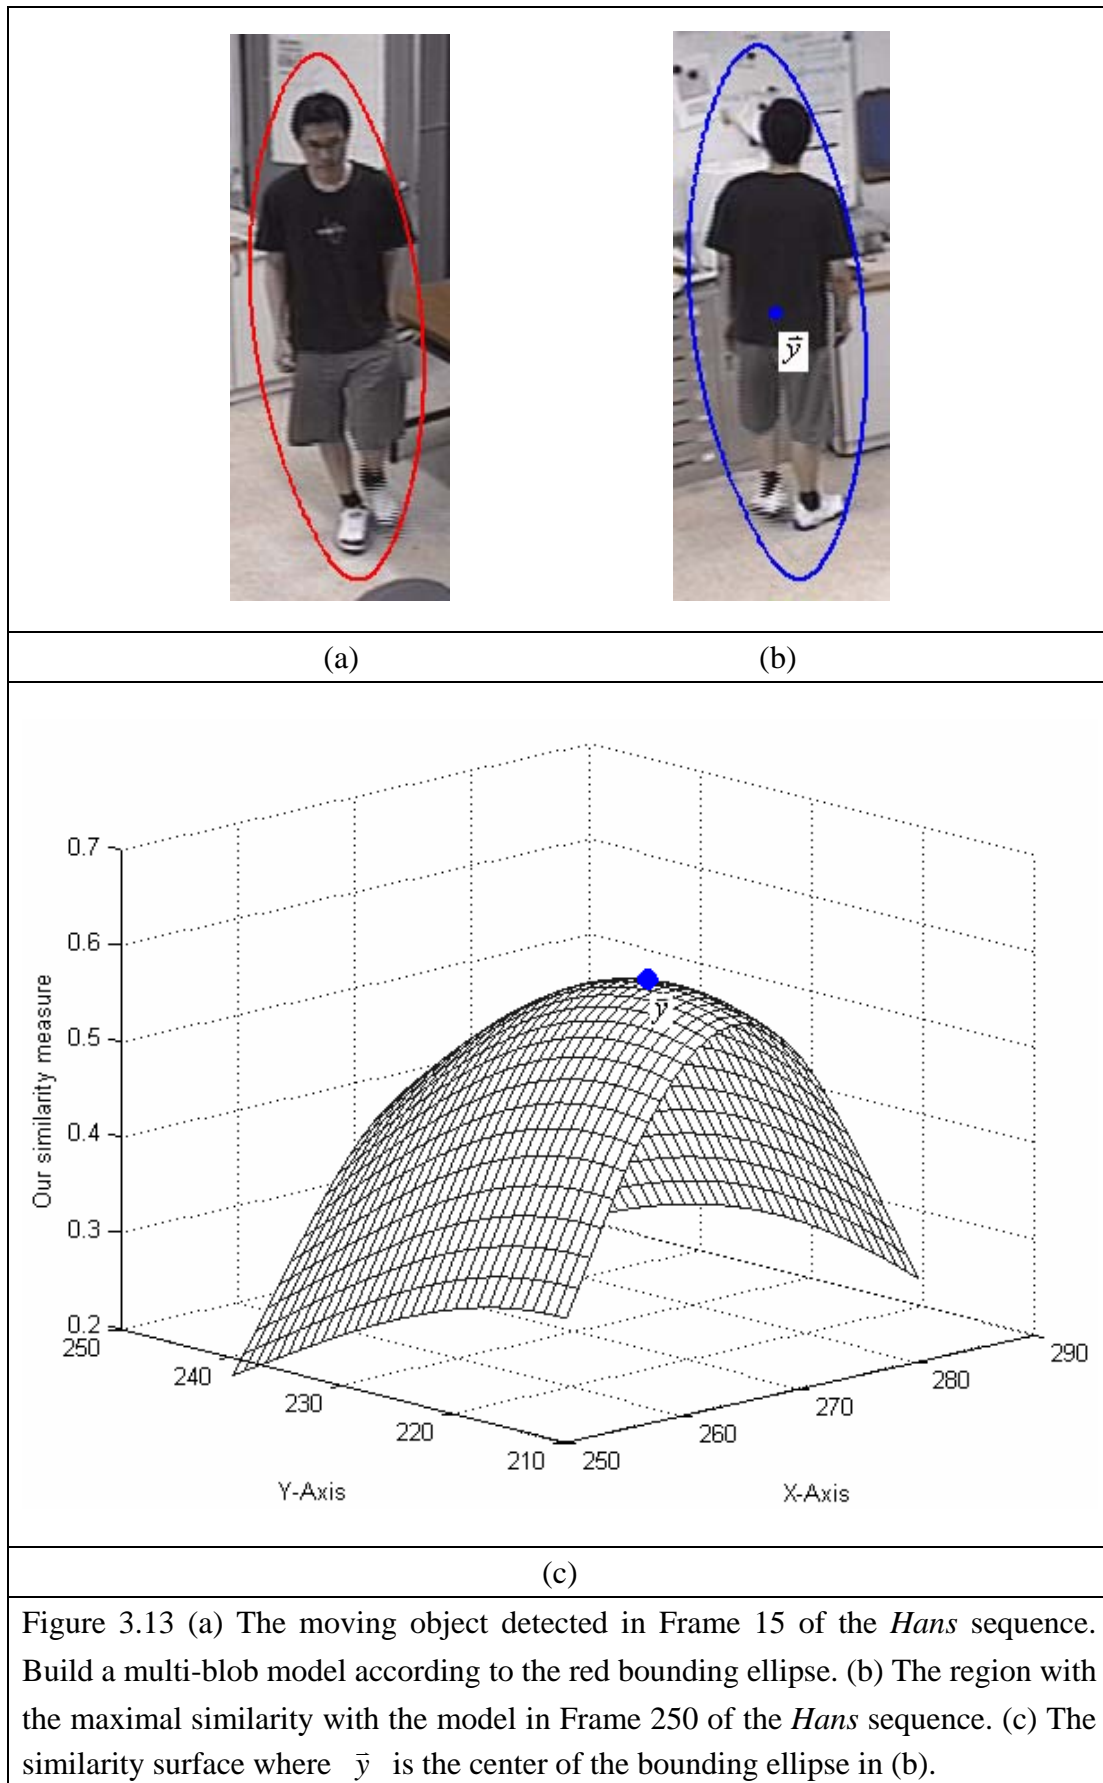 ȳ
(a) (b)
0.7
0.6
0.5
0.4
0.3
0.2
Our similarity measure
ȳ
250
240
230
220
210
Y-Axis
250
260
270
280
290
X-Axis
(c)
Figure 3.13 (a) The moving object detected in Frame 15 of the Hans sequence.
Build a multi-blob model according to the red bounding ellipse. (b) The region with
the maximal similarity with the model in Frame 250 of the Hans sequence. (c) The
similarity surface where ȳ is the center of the bounding ellipse in (b).